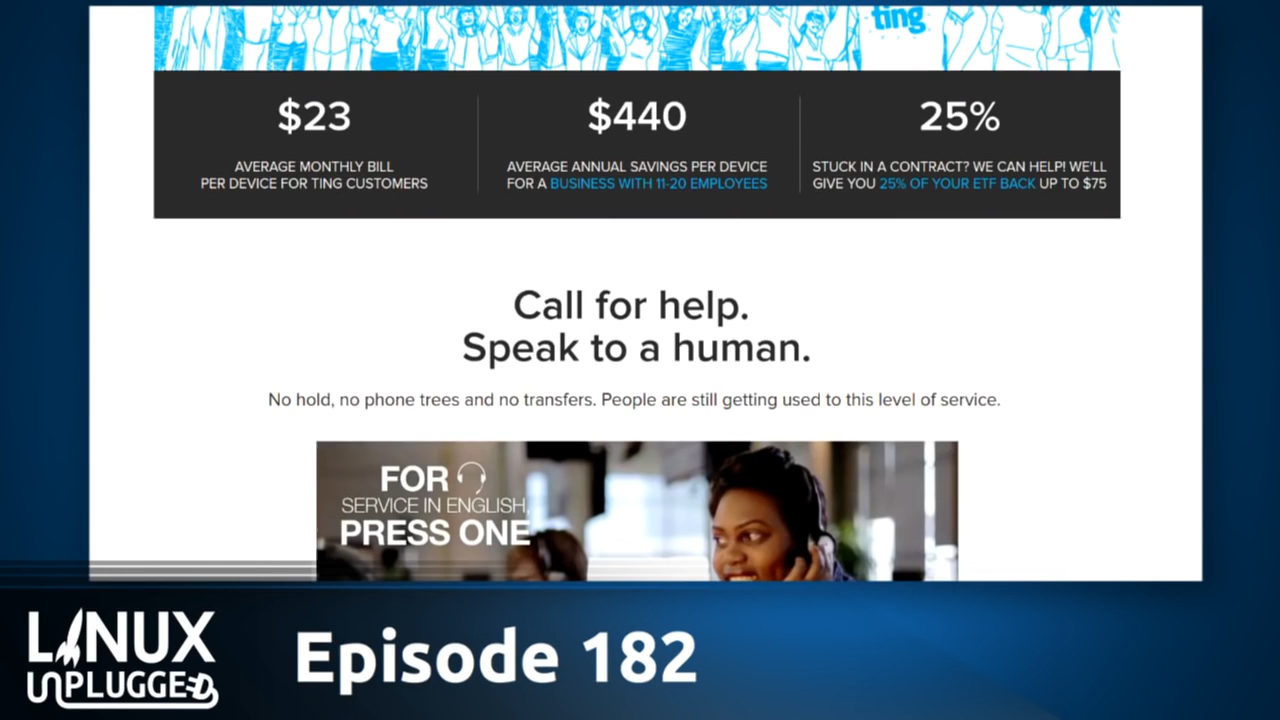 ting
$23
AVERAGE MONTHLY BILL
PER DEVICE FOR TING CUSTOMERS
$440
AVERAGE ANNUAL SAVINGS PER DEVICE
FOR A BUSINESS WITH 11-20 EMPLOYEES
25%
STUCK IN A CONTRACT? WE CAN HELP! WE'LL
GIVE YOU 25% OF YOUR ETF BACK UP TO $75
Call for help.
Speak to a human.
No hold, no phone trees and no transfers. People are still getting used to this level of service.
FOR
SERVICE IN ENGLISH,
PRESS ONE
LINUX
UNPLUGGED
Episode 182